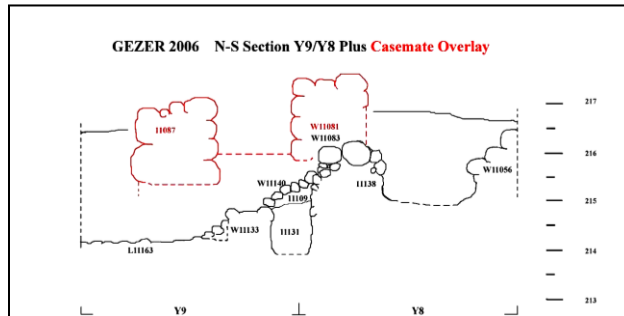 GEZER 2006 N-S Section Y9/Y8 Plus Casemate Overlay
217
11087
W11081
W11083
216
W11140
11138
W11056
11109
215
W11133
11131
L11163
214
213
Y9 Y8